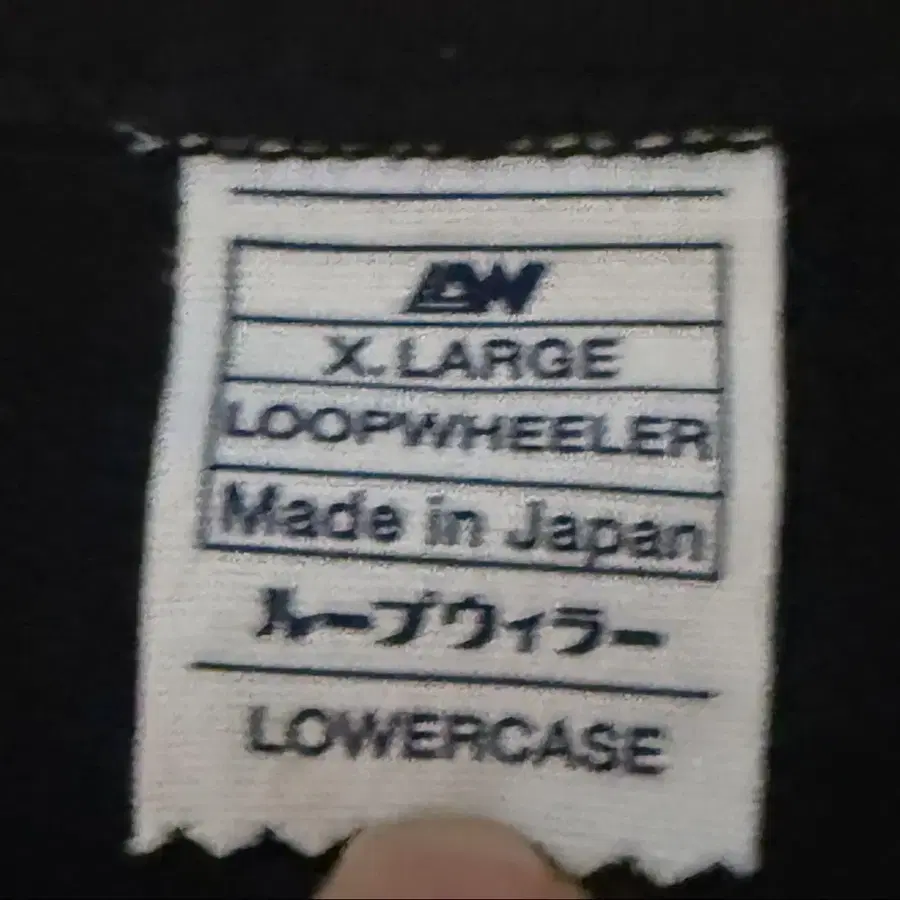 LW
X.LARGE
LOOPWHEELER
Made in Japan
ループウィラー
LOWERCASE